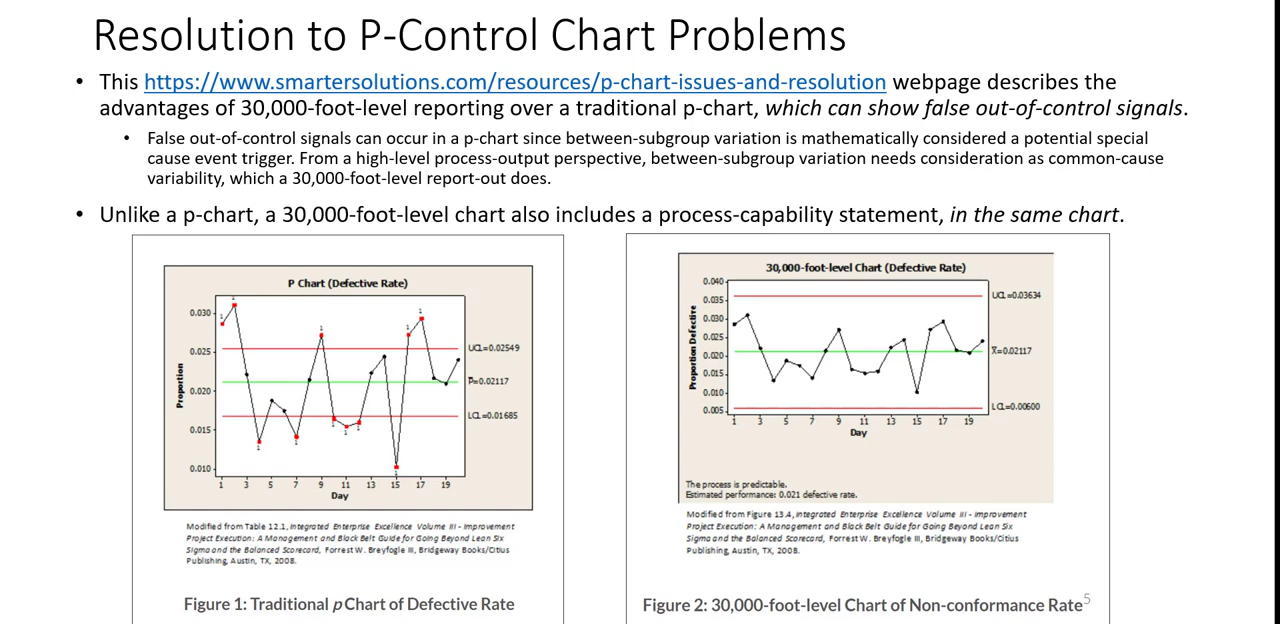 Resolution to P-Control Chart Problems
• This https://www.smartersolutions.com/resources/p-chart-issues-and-resolution webpage describes the
advantages of 30,000-foot-level reporting over a traditional p-chart, which can show false out-of-control signals.
• False out-of-control signals can occur in a p-chart since between-subgroup variation is mathematically considered a potential special
cause event trigger. From a high-level process-output perspective, between-subgroup variation needs consideration as common-cause
variability, which a 30,000-foot-level report-out does.
• Unlike a p-chart, a 30,000-foot-level chart also includes a process-capability statement, in the same chart.
P Chart (Defective Rate)
Proportion
0.030
0.025
0.020
0.015
0.010
1 1 1 1 1 1 1 1 1 1 1
UCL=0.02549
P̅=0.02117
LCL=0.01685
1 3 5 7 9 11 13 15 17 19
Day
Modified from Table 12.1, Integrated Enterprise Excellence Volume III - Improvement
Project Execution: A Management and Black Belt Guide for Going Beyond Lean Six
Sigma and the Balanced Scorecard, Forrest W. Breyfogle III, Bridgeway Books/Citius
Publishing, Austin, TX, 2008.
Figure 1: Traditional p Chart of Defective Rate
30,000-foot-level Chart (Defective Rate)
Proportion Defective
0.040
0.035
0.030
0.025
0.020
0.015
0.010
0.005
UCL=0.03634
X̅=0.02117
LCL=0.00600
1 3 5 7 9 11 13 15 17 19
Day
The process is predictable.
Estimated performance: 0.021 defective rate.
Modified from Figure 13.4, Integrated Enterprise Excellence Volume III - Improvement
Project Execution: A Management and Black Belt Guide for Going Beyond Lean Six
Sigma and the Balanced Scorecard, Forrest W. Breyfogle III, Bridgeway Books/Citius
Publishing, Austin, TX, 2008.
Figure 2: 30,000-foot-level Chart of Non-conformance Rate
5